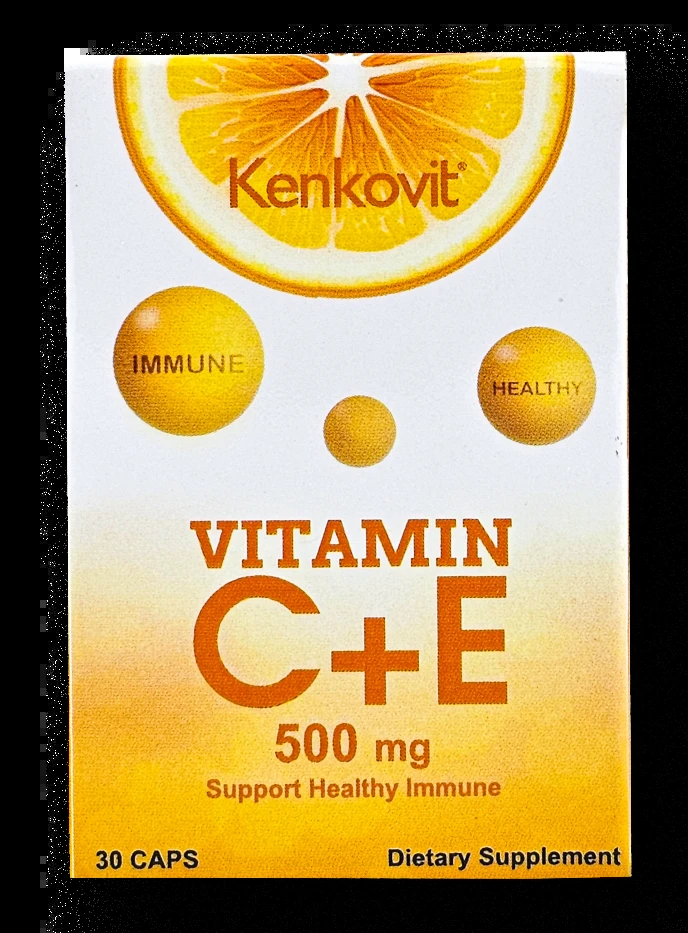 Kenkovit®
IMMUNE
HEALTHY
VITAMIN
C+E
500 mg
Support Healthy Immune
30 CAPS
Dietary Supplement